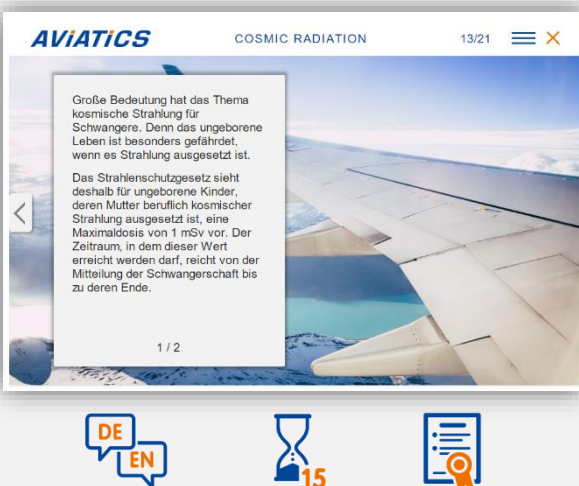 AViATiCS
COSMIC RADIATION
13/21
Große Bedeutung hat das Thema
kosmische Strahlung für
Schwangere. Denn das ungeborene
Leben ist besonders gefährdet,
wenn es Strahlung ausgesetzt ist.
Das Strahlenschutzgesetz sieht
deshalb für ungeborene Kinder,
deren Mutter beruflich kosmischer
Strahlung ausgesetzt ist, eine
Maximaldosis von 1 mSv vor. Der
Zeitraum, in dem dieser Wert
erreicht werden darf, reicht von der
Mitteilung der Schwangerschaft bis
zu deren Ende.
1 / 2
DE
EN
15